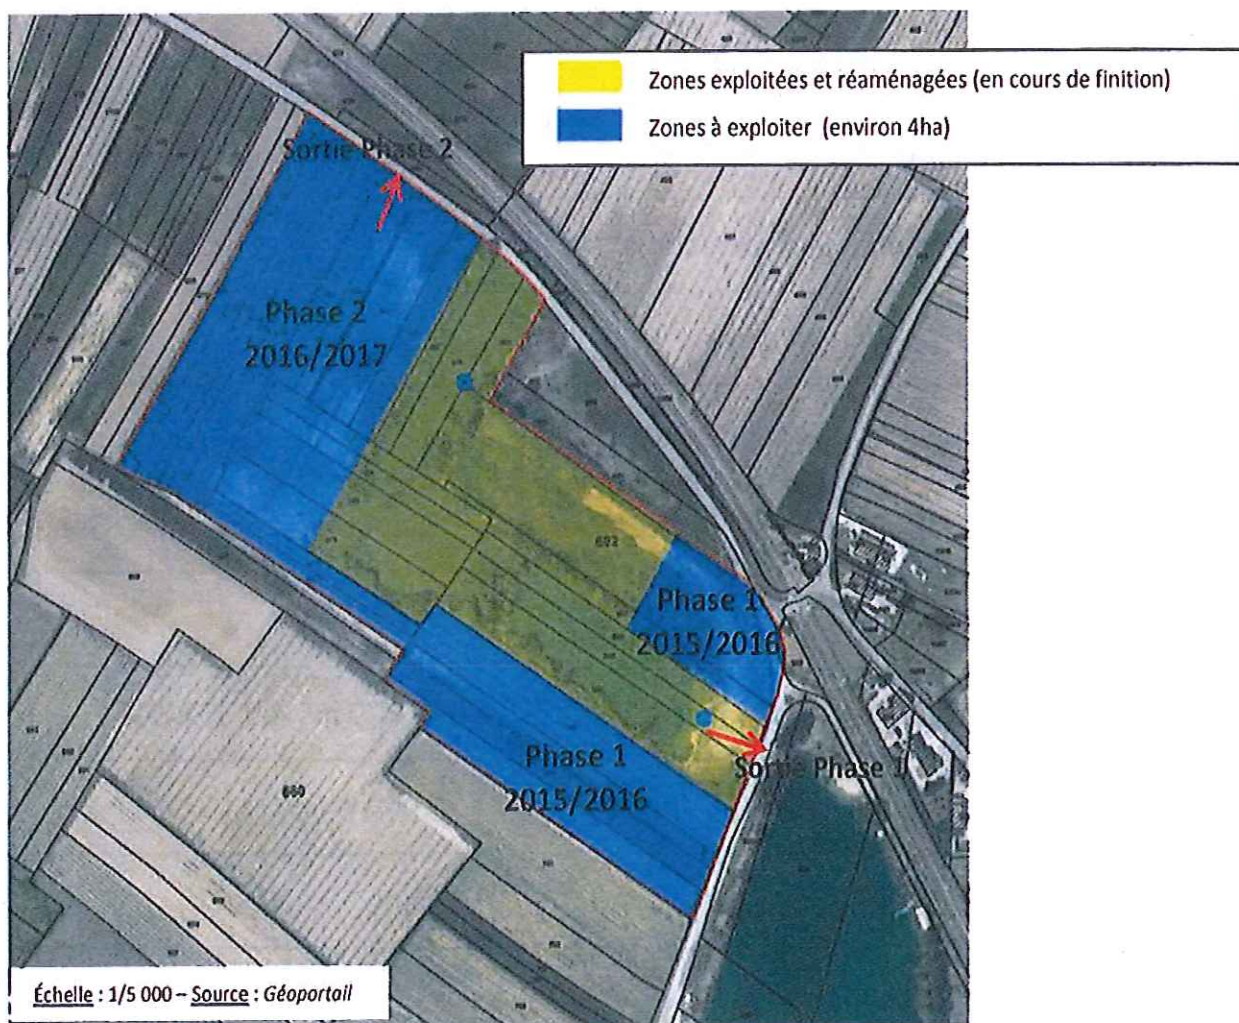 Zones exploitées et réaménagées (en cours de finition)
Zones à exploiter (environ 4ha)
Sortie Phase 2
Phase 2
2016/2017
692
Phase 1
2015/2016
Phase 1
2015/2016
Sortie Phase 1
660
Échelle : 1/5 000 – Source : Géoportail